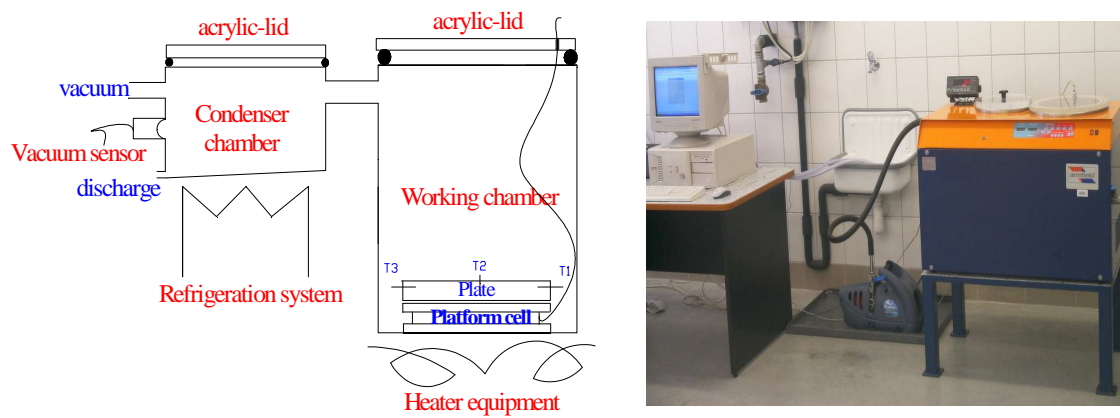 acrylic-lid
acrylic-lid
vacuum
Condenser
chamber
Vacuum sensor
discharge
Working chamber
T3
T2
T1
Plate
Refrigeration system
Platform cell
Heater equipment
armfield